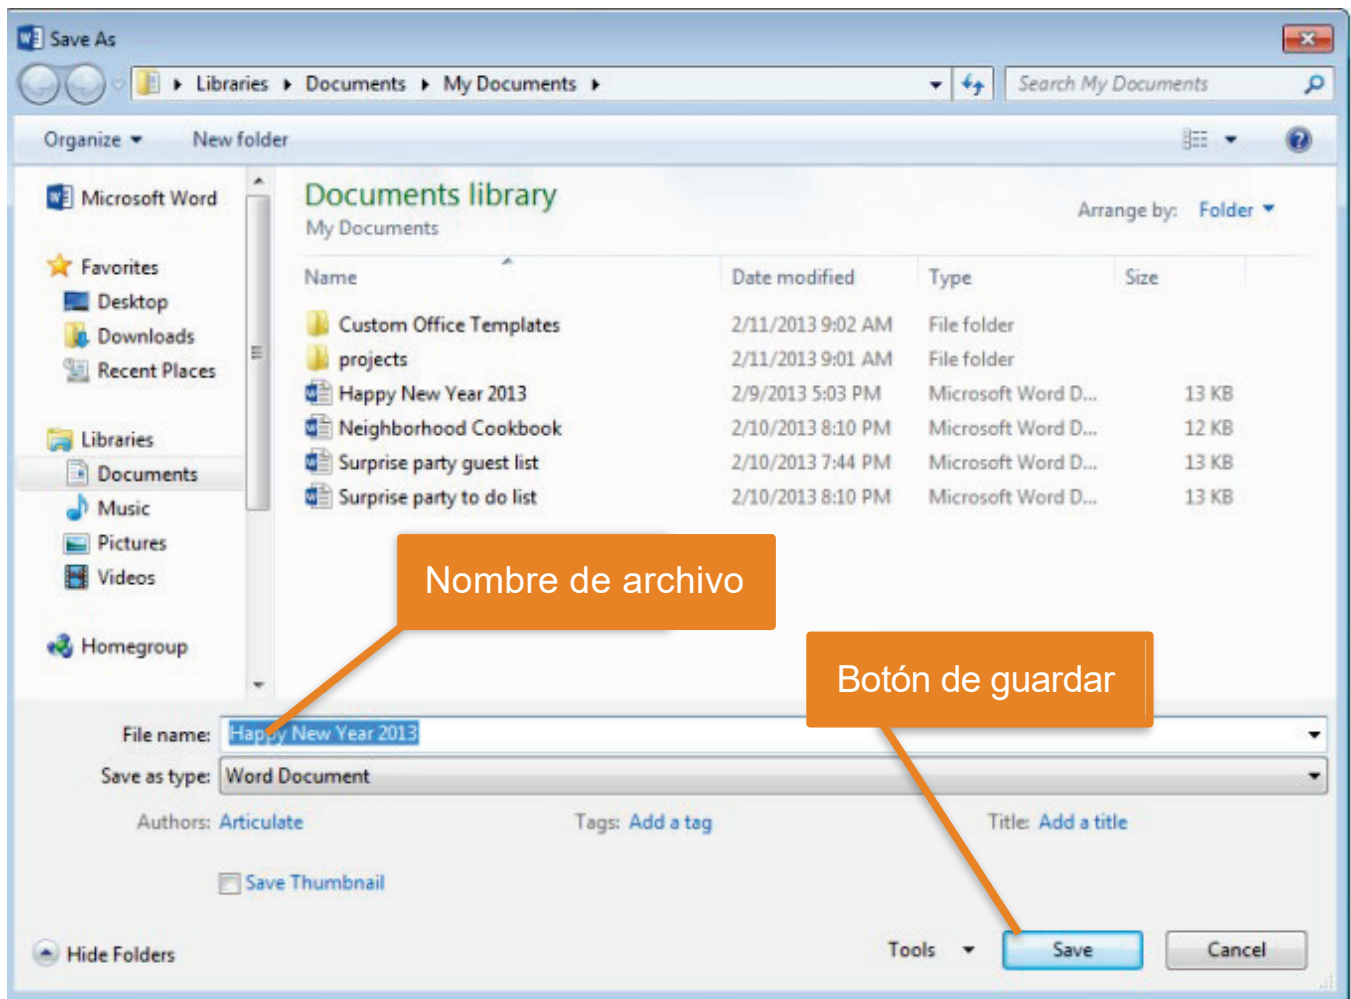 Save As
Libraries Documents My Documents
Search My Documents
Organize New folder
Microsoft Word
Favorites
Desktop
Downloads
Recent Places
Libraries
Documents
Music
Pictures
Videos
Homegroup
Documents library
My Documents
Arrange by: Folder
Name Date modified Type Size
Custom Office Templates 2/11/2013 9:02 AM File folder
projects 2/11/2013 9:01 AM File folder
Happy New Year 2013 2/9/2013 5:03 PM Microsoft Word D... 13 KB
Neighborhood Cookbook 2/10/2013 8:10 PM Microsoft Word D... 12 KB
Surprise party guest list 2/10/2013 7:44 PM Microsoft Word D... 13 KB
Surprise party to do list 2/10/2013 8:10 PM Microsoft Word D... 13 KB
Nombre de archivo
Botón de guardar
File name: Happy New Year 2013
Save as type: Word Document
Authors: Articulate Tags: Add a tag Title: Add a title
Save Thumbnail
Hide Folders Tools Save Cancel